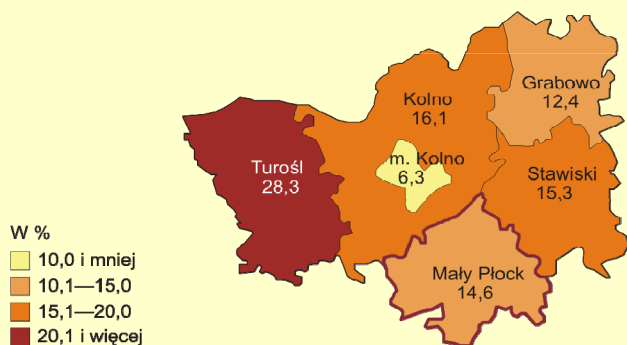 Grabowo
12,4
Kolno
16,1
m. Kolno
6,3
Turośl
28,3
Stawiski
15,3
Mały Płock
14,6
W %
10,0 i mniej
10,1—15,0
15,1—20,0
20,1 i więcej